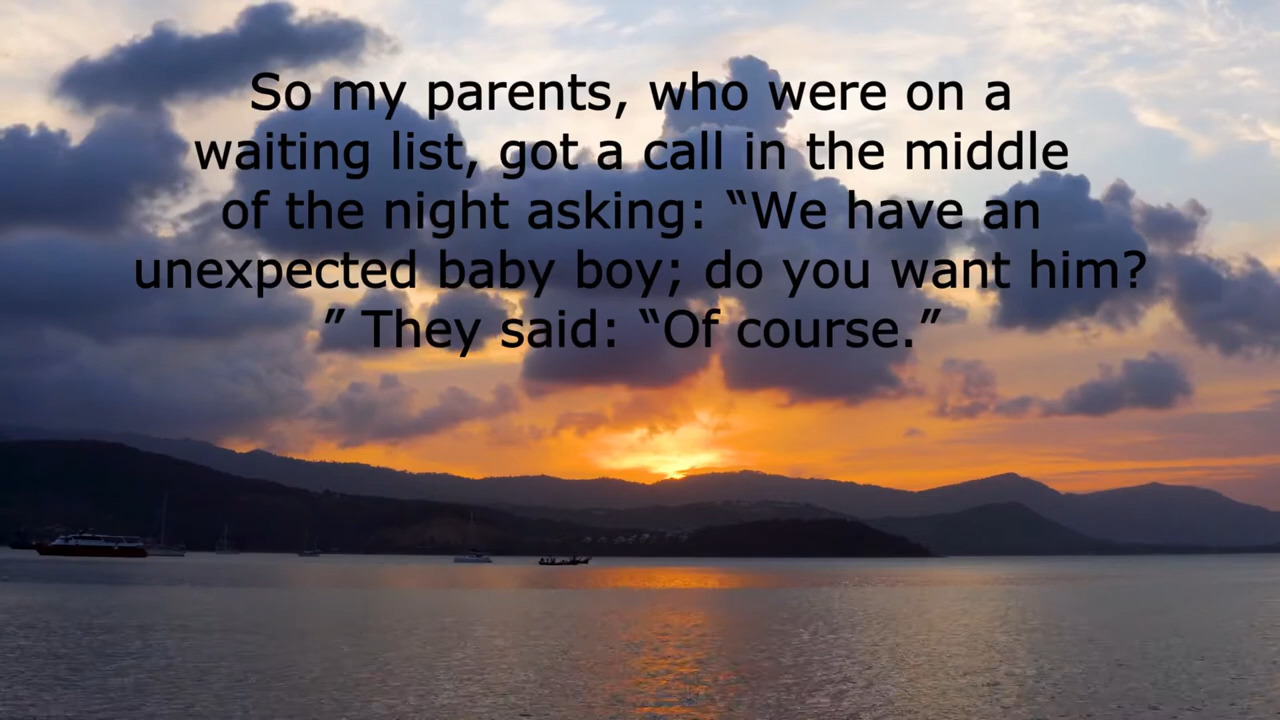 So my parents, who were on a
waiting list, got a call in the middle
of the night asking: “We have an
unexpected baby boy; do you want him?
” They said: “Of course.”